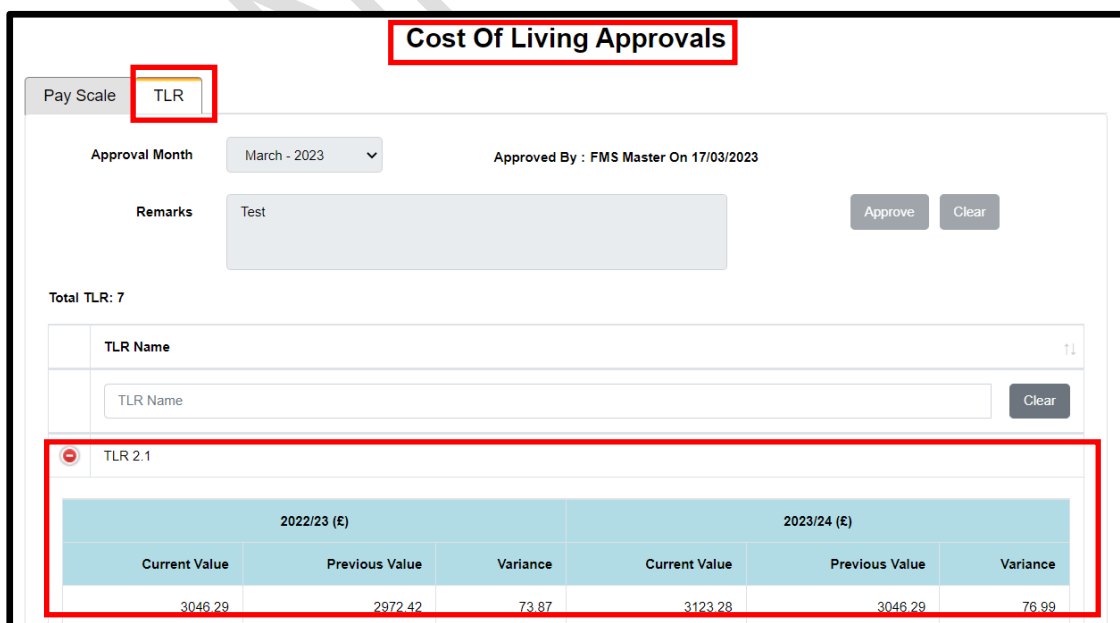 Cost Of Living Approvals
Pay Scale TLR
Approval Month March - 2023 Approved By : FMS Master On 17/03/2023
Remarks Test Approve Clear
Total TLR: 7
TLR Name
TLR Name Clear
TLR 2.1
2022/23 (£) 2023/24 (£)
Current Value Previous Value Variance Current Value Previous Value Variance
3046.29 2972.42 73.87 3123.28 3046.29 76.99